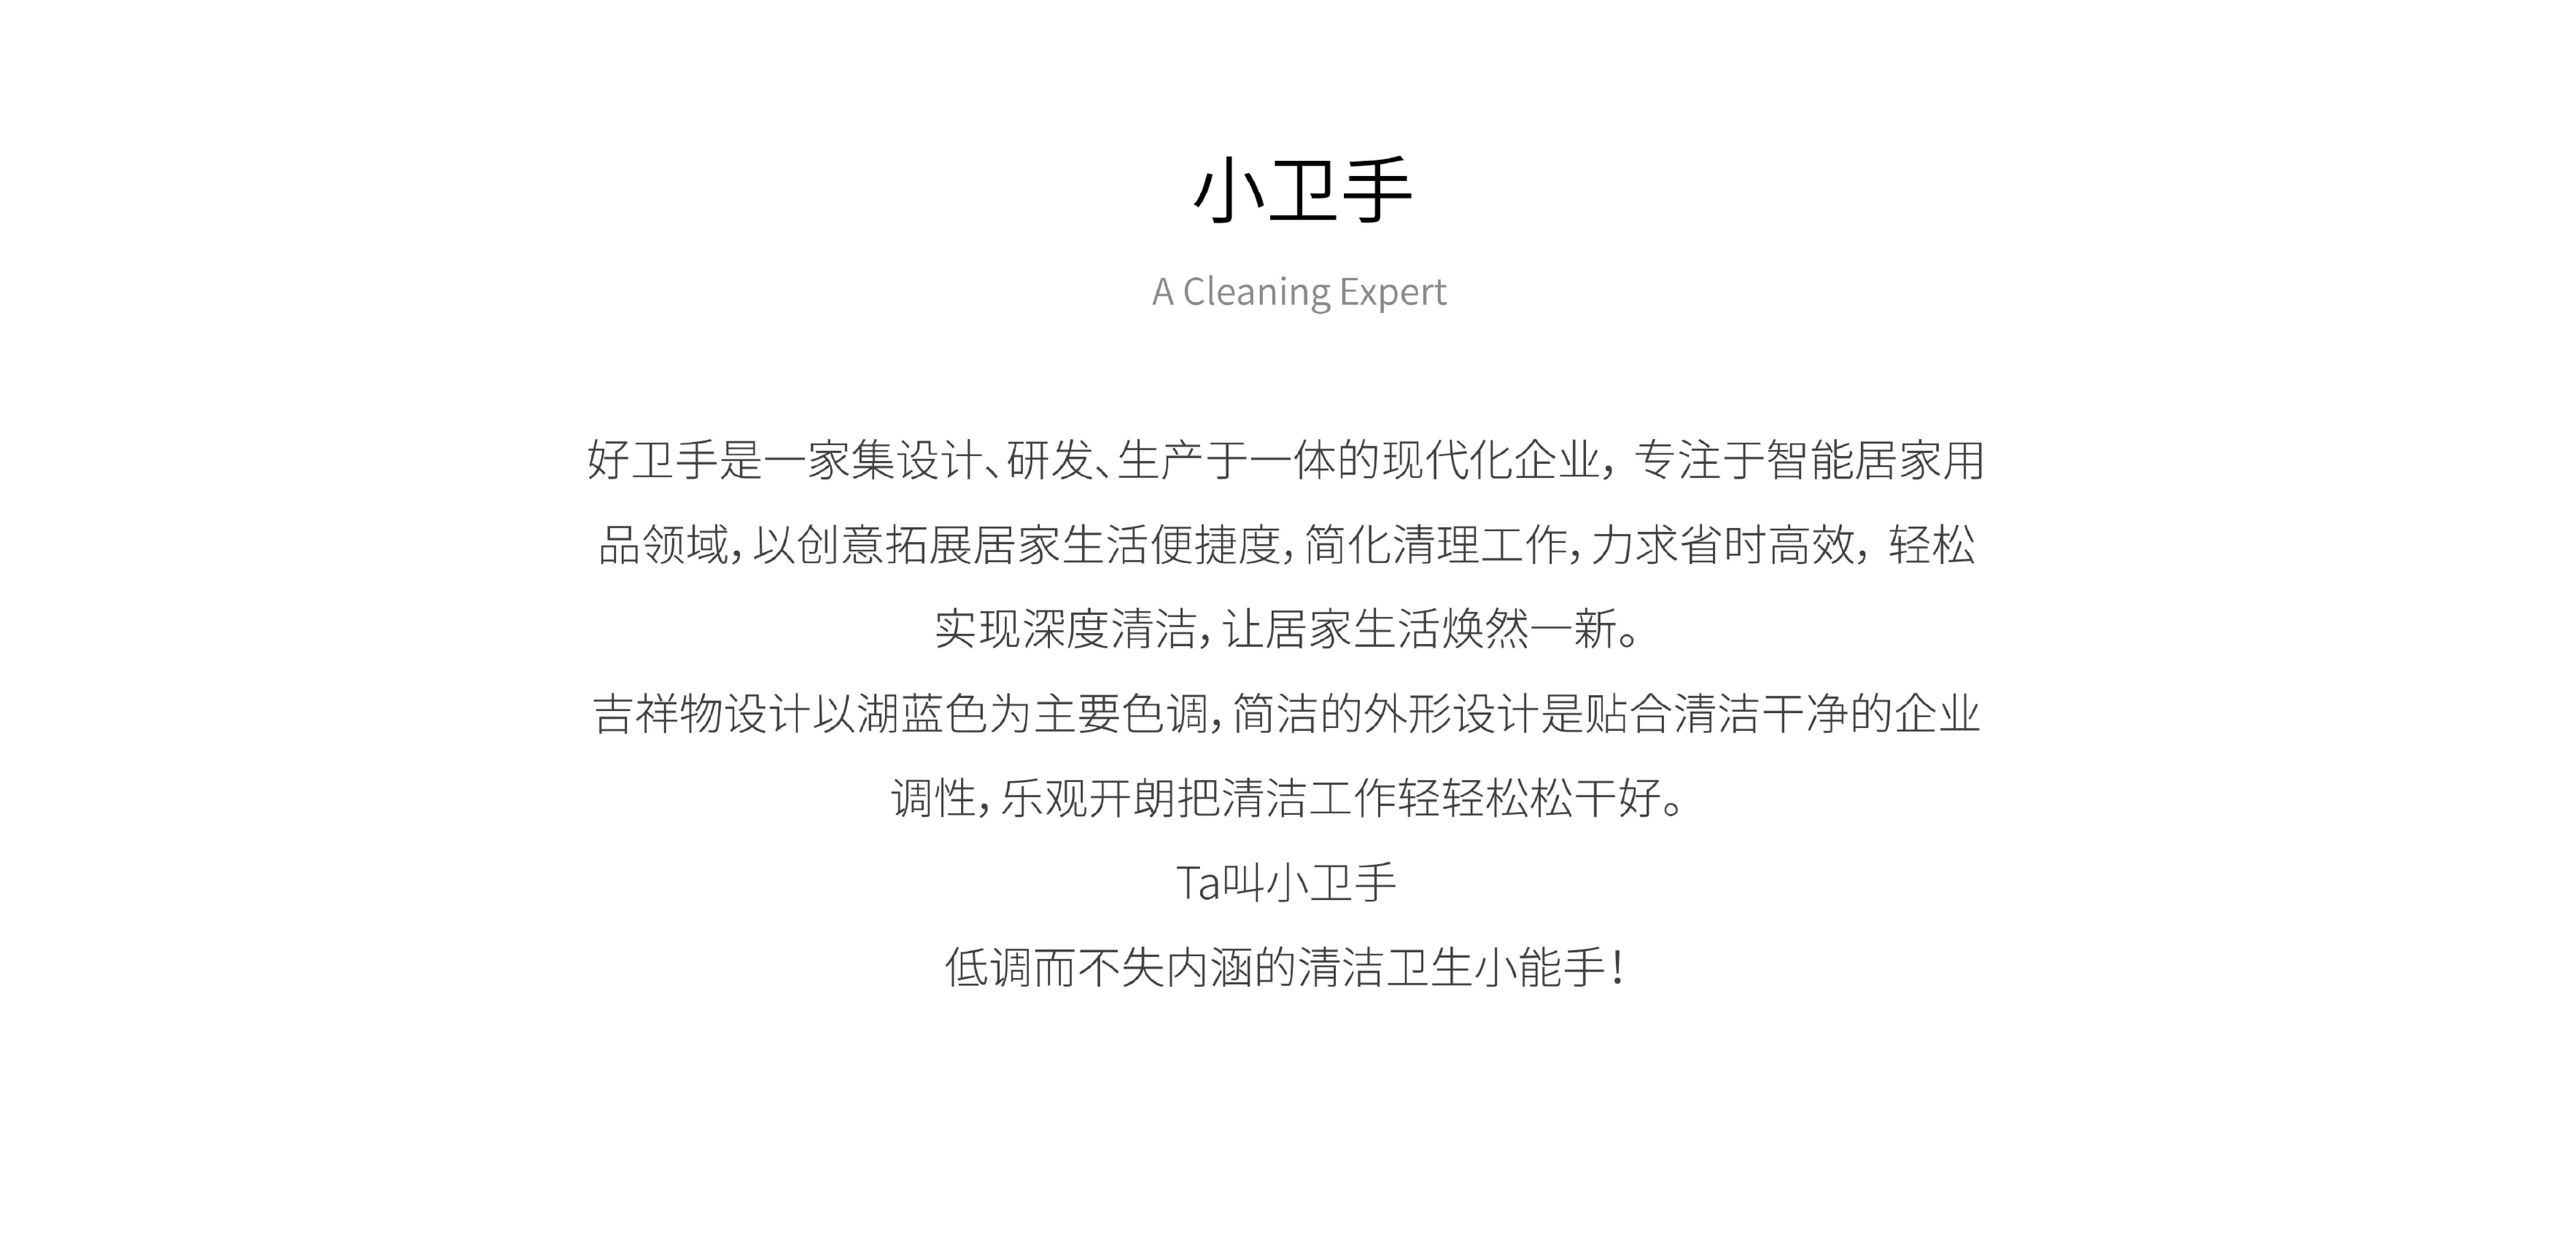 小卫手
A Cleaning Expert
好卫手是一家集设计、研发、生产于一体的现代化企业，专注于智能居家用
品领域，以创意拓展居家生活便捷度，简化清理工作，力求省时高效，轻松
实现深度清洁，让居家生活焕然一新。
吉祥物设计以湖蓝色为主要色调，简洁的外形设计是贴合清洁干净的企业
调性，乐观开朗把清洁工作轻轻松松干好。
Ta叫小卫手
低调而不失内涵的清洁卫生小能手！